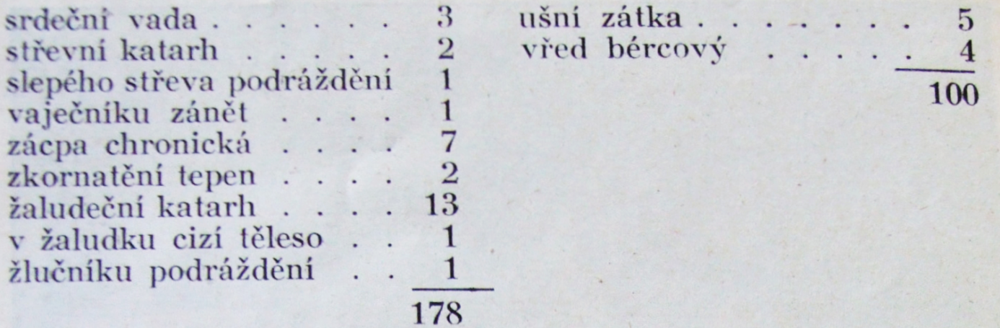 srdeční vada . . . . . . 3
střevní katarh . . . . . 2
slepého střeva podráždění 1
vaječníku zánět . . . . 1
zácpa chronická . . . . 7
zkornatění tepen . . . . 2
žaludeční katarh . . . . 13
v žaludku cizí těleso . . 1
žlučníku podráždění . . 1
178
ušní zátka . . . . . . . 5
vřed bércový . . . . . 4
100